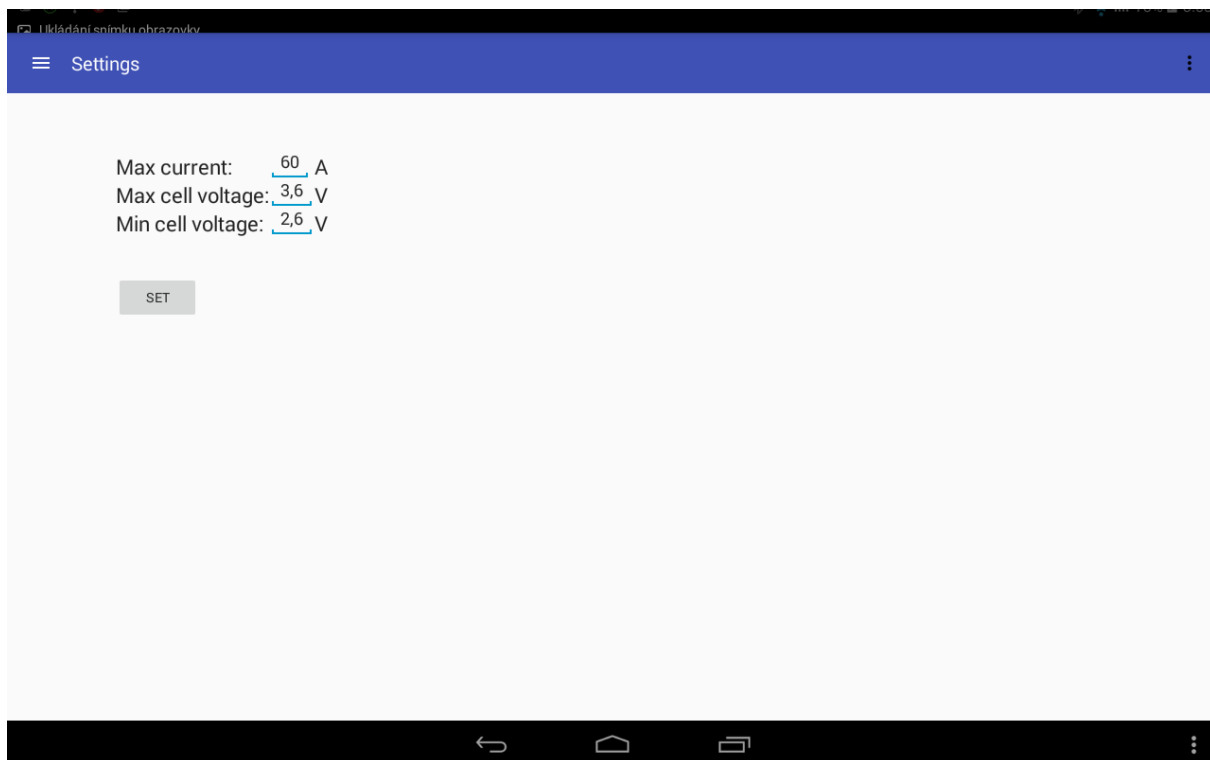 Ukládání snímku obrazovky
Settings
Max current: 60 A
Max cell voltage: 3,6 V
Min cell voltage: 2,6 V
SET